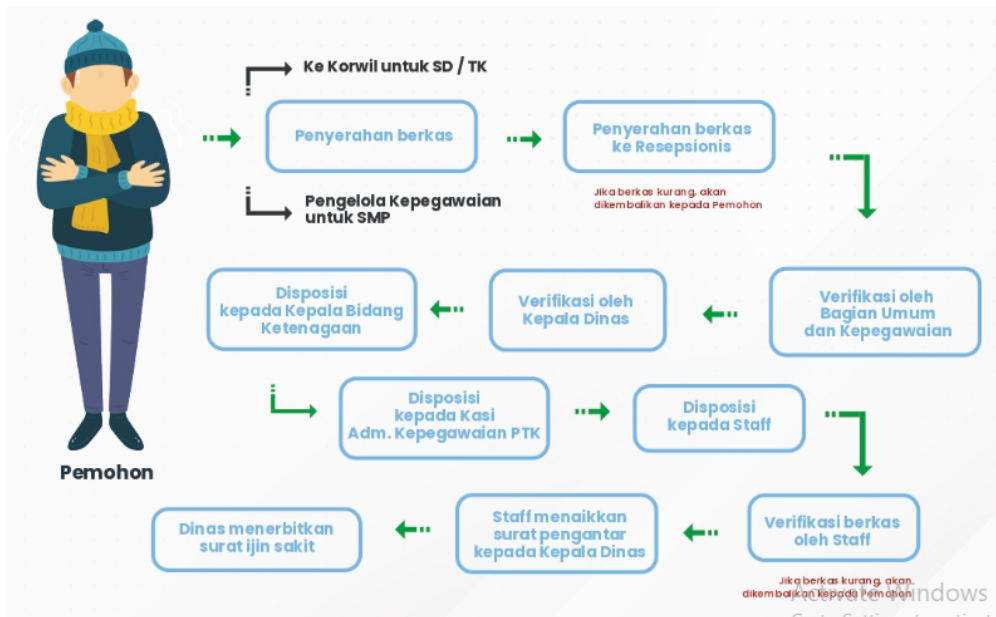 Ke Korwil untuk SD / TK
Penyerahan berkas
Penyerahan berkas
ke Resepsionis
Jika berkas kurang, akan
dikembalikan kepada Pemohon
Pengelola Kepegawaian
untuk SMP
Disposisi
kepada Kepala Bidang
Ketenagaan
Verifikasi oleh
Kepala Dinas
Verifikasi oleh
Bagian Umum
dan Kepegawaian
Disposisi
kepada Kasi
Adm. Kepegawaian PTK
Disposisi
kepada Staff
Pemohon
Dinas menerbitkan
surat ijin sakit
Staff menaikkan
surat pengantar
kepada Kepala Dinas
Verifikasi berkas
oleh Staff
Jika berkas kurang, akan
dikembalikan kepada Pemohon
Activate Windows